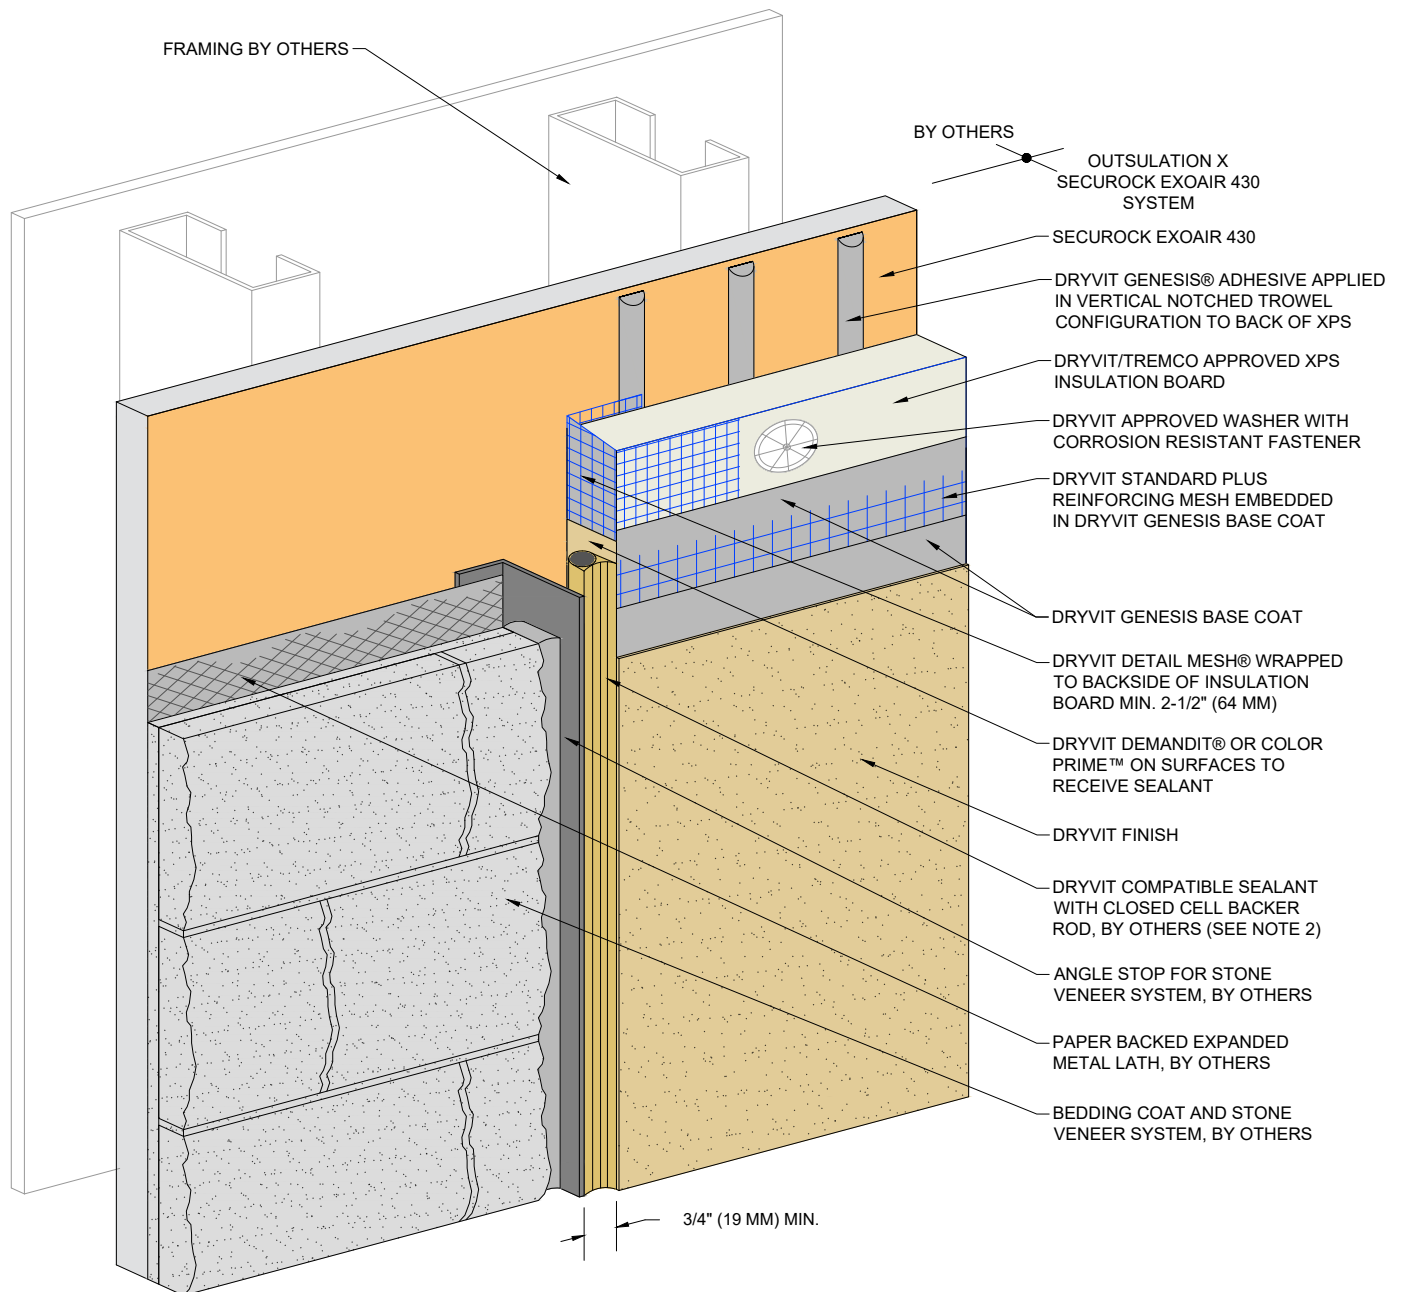 FRAMING BY OTHERS
BY OTHERS
OUTSULATION X
SECUROCK EXOAIR 430
SYSTEM
SECUROCK EXOAIR 430
DRYVIT GENESIS® ADHESIVE APPLIED
IN VERTICAL NOTCHED TROWEL
CONFIGURATION TO BACK OF XPS
DRYVIT/TREMCO APPROVED XPS
INSULATION BOARD
DRYVIT APPROVED WASHER WITH
CORROSION RESISTANT FASTENER
DRYVIT STANDARD PLUS
REINFORCING MESH EMBEDDED
IN DRYVIT GENESIS BASE COAT
DRYVIT GENESIS BASE COAT
DRYVIT DETAIL MESH® WRAPPED
TO BACKSIDE OF INSULATION
BOARD MIN. 2-1/2" (64 MM)
DRYVIT DEMANDIT® OR COLOR
PRIME™ ON SURFACES TO
RECEIVE SEALANT
DRYVIT FINISH
DRYVIT COMPATIBLE SEALANT
WITH CLOSED CELL BACKER
ROD, BY OTHERS (SEE NOTE 2)
ANGLE STOP FOR STONE
VENEER SYSTEM, BY OTHERS
PAPER BACKED EXPANDED
METAL LATH, BY OTHERS
BEDDING COAT AND STONE
VENEER SYSTEM, BY OTHERS
3/4" (19 MM) MIN.